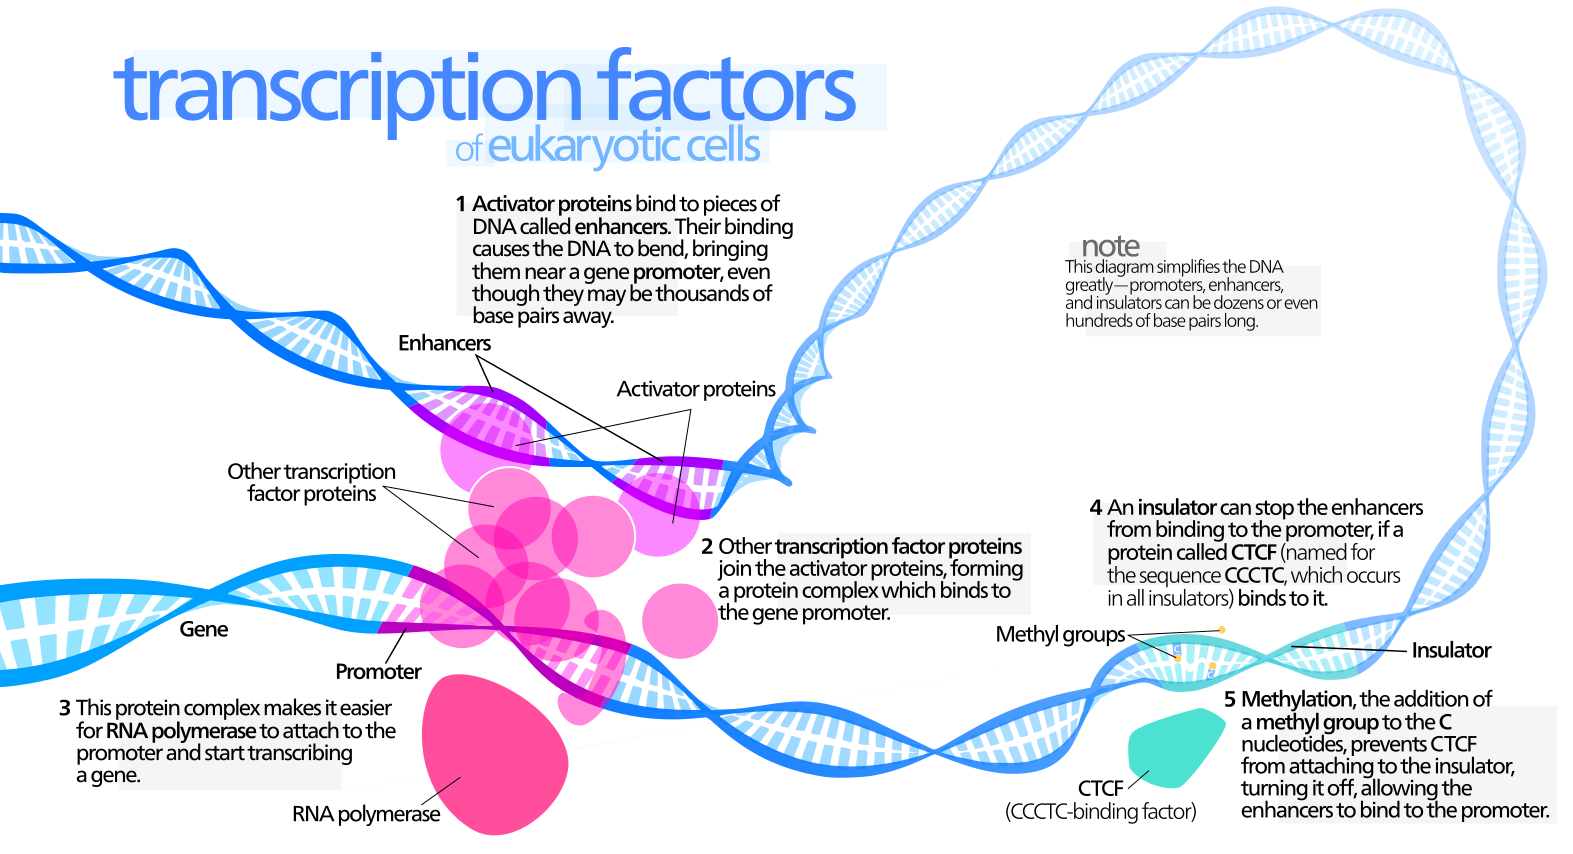 transcription factors
of eukaryotic cells
1 Activator proteins bind to pieces of
DNA called enhancers. Their binding
causes the DNA to bend, bringing
them near a gene promoter, even
though they may be thousands of
base pairs away.
note
This diagram simplifies the DNA
greatly—promoters, enhancers,
and insulators can be dozens or even
hundreds of base pairs long.
Enhancers
Activator proteins
Other transcription
factor proteins
2 Other transcription factor proteins
join the activator proteins, forming
a protein complex which binds to
the gene promoter.
4 An insulator can stop the enhancers
from binding to the promoter, if a
protein called CTCF (named for
the sequence CCCTC, which occurs
in all insulators) binds to it.
Gene
Promoter
Methyl groups
C
C
Insulator
3 This protein complex makes it easier
for RNA polymerase to attach to the
promoter and start transcribing
a gene.
RNA polymerase
5 Methylation, the addition of
a methyl group to the C
nucleotides, prevents CTCF
from attaching to the insulator,
turning it off, allowing the
enhancers to bind to the promoter.
CTCF
(CCCTC-binding factor)